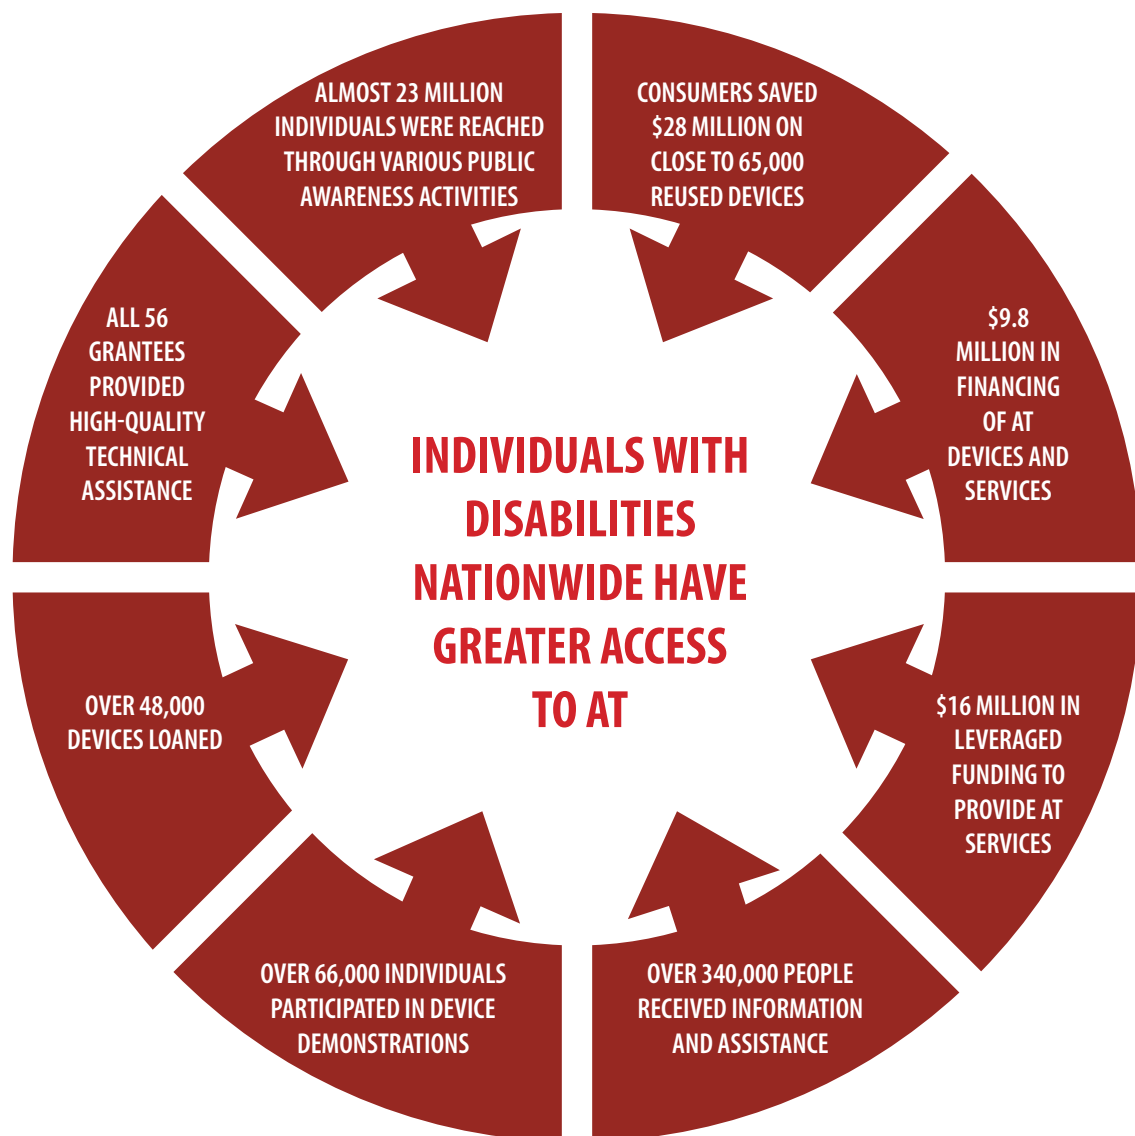 ALMOST 23 MILLION
INDIVIDUALS WERE REACHED
THROUGH VARIOUS PUBLIC
AWARENESS ACTIVITIES
CONSUMERS SAVED
$28 MILLION ON
CLOSE TO 65,000
REUSED DEVICES
$9.8
MILLION IN
FINANCING
OF AT
DEVICES AND
SERVICES
$16 MILLION IN
LEVERAGED
FUNDING TO
PROVIDE AT
SERVICES
OVER 340,000 PEOPLE
RECEIVED INFORMATION
AND ASSISTANCE
OVER 66,000 INDIVIDUALS
PARTICIPATED IN DEVICE
DEMONSTRATIONS
OVER 48,000
DEVICES LOANED
ALL 56
GRANTEES
PROVIDED
HIGH-QUALITY
TECHNICAL
ASSISTANCE
INDIVIDUALS WITH
DISABILITIES
NATIONWIDE HAVE
GREATER ACCESS
TO AT